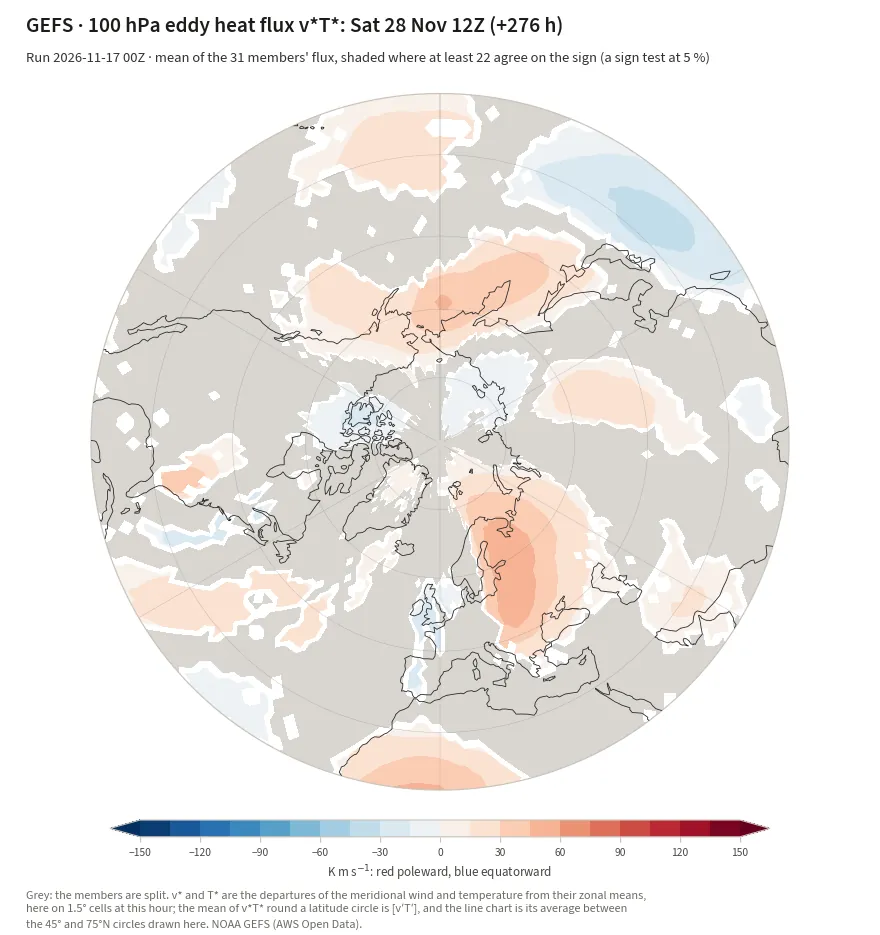 GEFS · 100 hPa eddy heat flux v*T*: Sat 28 Nov 12Z (+276 h)
Run 2026-11-17 00Z · mean of the 31 members' flux, shaded where at least 22 agree on the sign (a sign test at 5 %)
−150 −120 −90 −60 −30 0 30 60 90 120 150
K m s⁻¹: red poleward, blue equatorward
Grey: the members are split. v* and T* are the departures of the meridional wind and temperature from their zonal means,
here on 1.5° cells at this hour; the mean of v*T* round a latitude circle is [v'T'], and the line chart is its average between
the 45° and 75°N circles drawn here. NOAA GEFS (AWS Open Data).